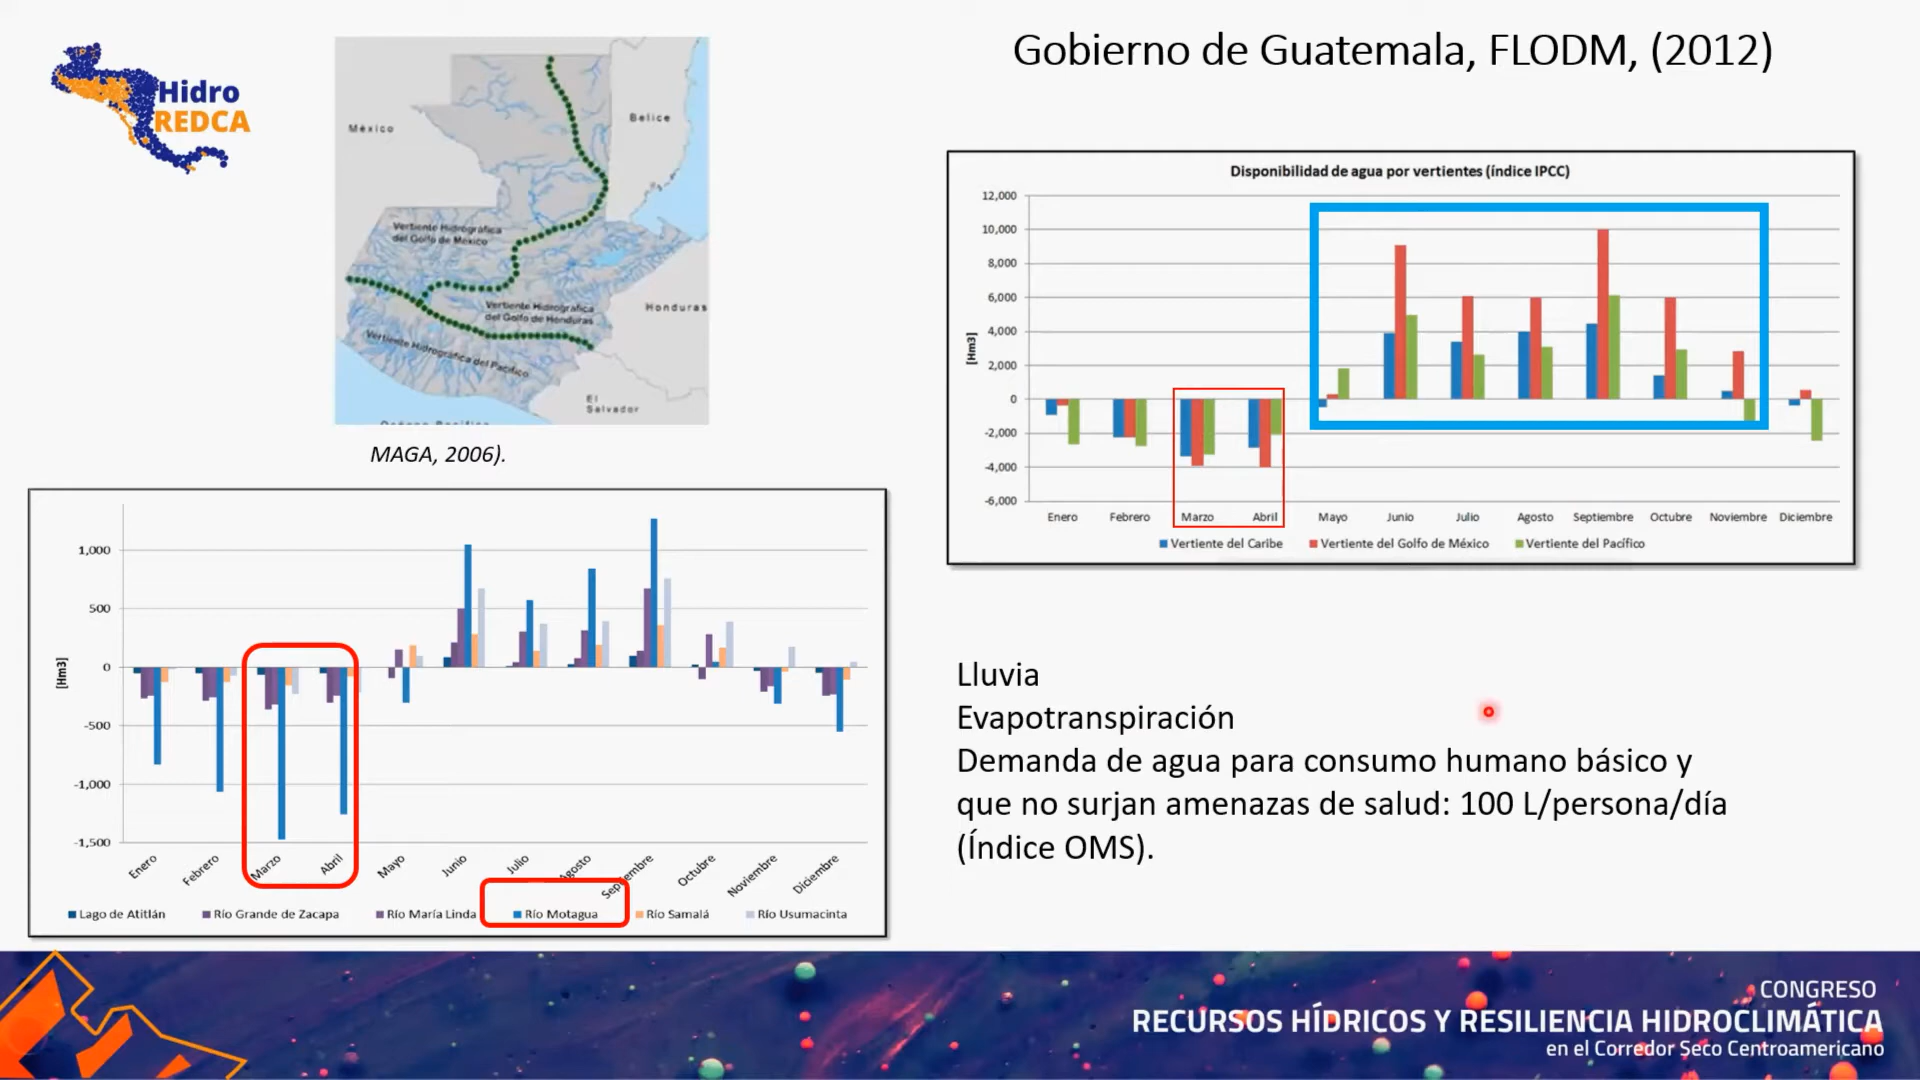 Hidro
REDCA
México
Belice
Vertiente Hidrográfica
del Golfo de México
Vertiente Hidrográfica
del Golfo de Honduras
Honduras
Vertiente Hidrográfica del Pacífico
El
Salvador
MAGA, 2006).
Gobierno de Guatemala, FLODM, (2012)
Disponibilidad de agua por vertientes (índice IPCC)
12,000
10,000
8,000
6,000
4,000
2,000
0
-2,000
-4,000
-6,000
[Hm3]
Enero Febrero Marzo Abril Mayo Junio Julio Agosto Septiembre Octubre Noviembre Diciembre
Vertiente del Caribe Vertiente del Golfo de México Vertiente del Pacífico
1,000
500
0
-500
-1,000
-1,500
[Hm3]
Enero Febrero Marzo Abril Mayo Junio Julio Agosto Septiembre Octubre Noviembre Diciembre
Lago de Atitlán Río Grande de Zacapa Río María Linda Río Motagua Río Samalá Río Usumacinta
Lluvia
Evapotranspiración
Demanda de agua para consumo humano básico y
que no surjan amenazas de salud: 100 L/persona/día
(Índice OMS).
CONGRESO
RECURSOS HÍDRICOS Y RESILIENCIA HIDROCLIMÁTICA
en el Corredor Seco Centroamericano